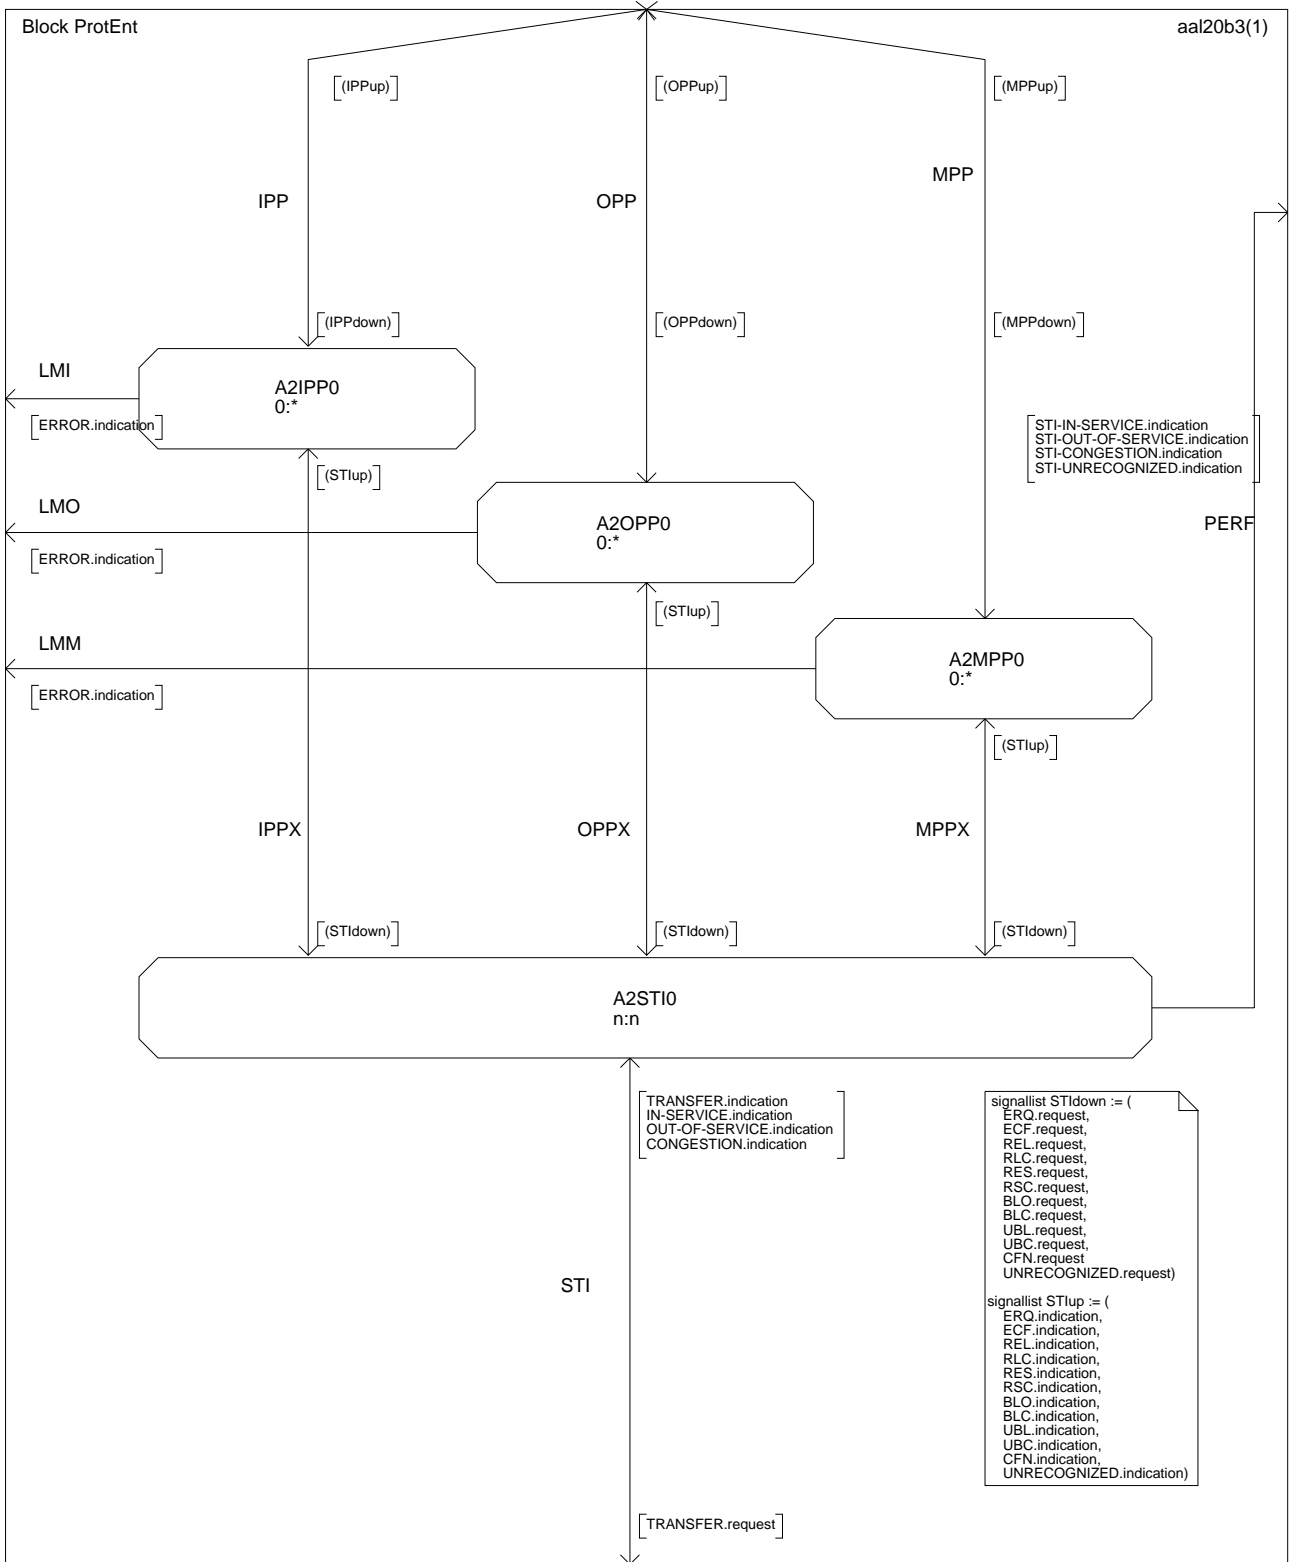 Block ProtEnt
aal20b3(1)
(IPPup)
(OPPup)
(MPPup)
IPP
OPP
MPP
(IPPdown)
(OPPdown)
(MPPdown)
LMI
A2IPP0
0:*
ERROR.indication
STI-IN-SERVICE.indication
STI-OUT-OF-SERVICE.indication
STI-CONGESTION.indication
STI-UNRECOGNIZED.indication
(STIup)
LMO
A2OPP0
0:*
PERF
ERROR.indication
(STIup)
LMM
A2MPP0
0:*
ERROR.indication
(STIup)
IPPX
OPPX
MPPX
(STIdown)
(STIdown)
(STIdown)
A2STI0
n:n
TRANSFER.indication
IN-SERVICE.indication
OUT-OF-SERVICE.indication
CONGESTION.indication
signallist STIdown := (
ERQ.request,
ECF.request,
REL.request,
RLC.request,
RES.request,
RSC.request,
BLO.request,
BLC.request,
UBL.request,
UBC.request,
CFN.request
UNRECOGNIZED.request)
signallist STIup := (
ERQ.indication,
ECF.indication,
REL.indication,
RLC.indication,
RES.indication,
RSC.indication,
BLO.indication,
BLC.indication,
UBL.indication,
UBC.indication,
CFN.indication,
UNRECOGNIZED.indication)
STI
TRANSFER.request